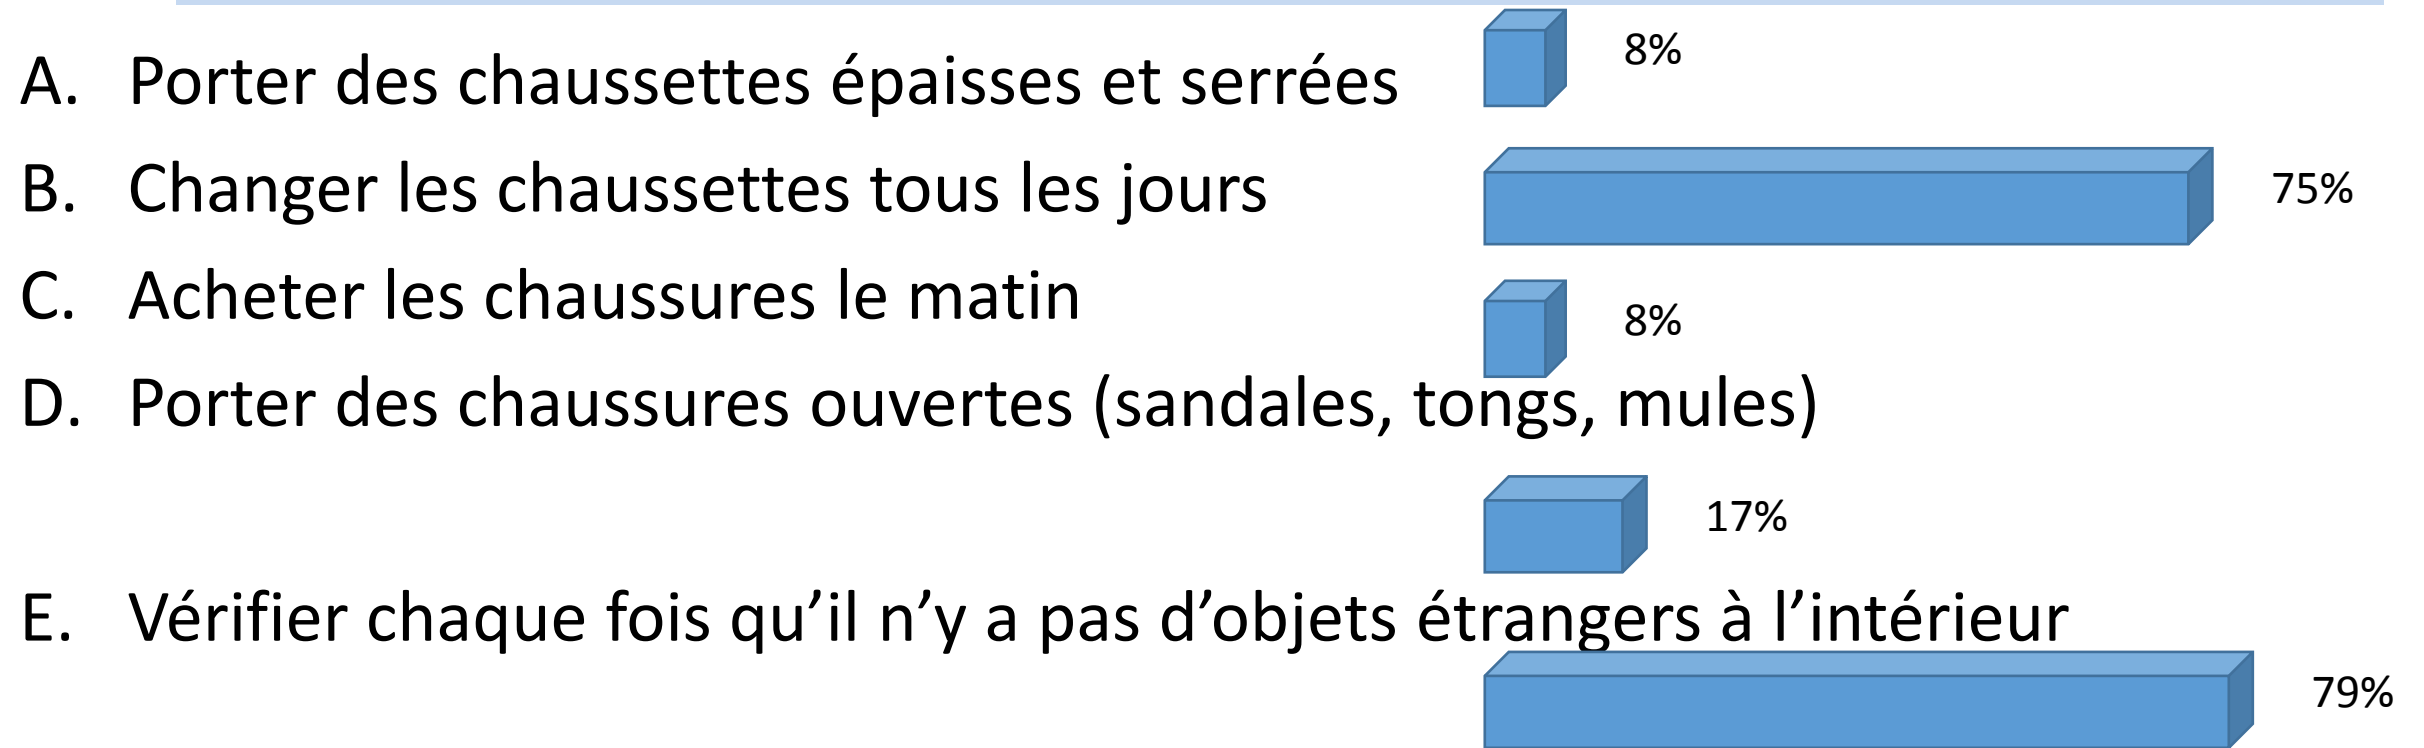 A. Porter des chaussettes épaisses et serrées 8%
B. Changer les chaussettes tous les jours 75%
C. Acheter les chaussures le matin 8%
D. Porter des chaussures ouvertes (sandales, tongs, mules)
17%
E. Vérifier chaque fois qu’il n’y a pas d’objets étrangers à l’intérieur
79%